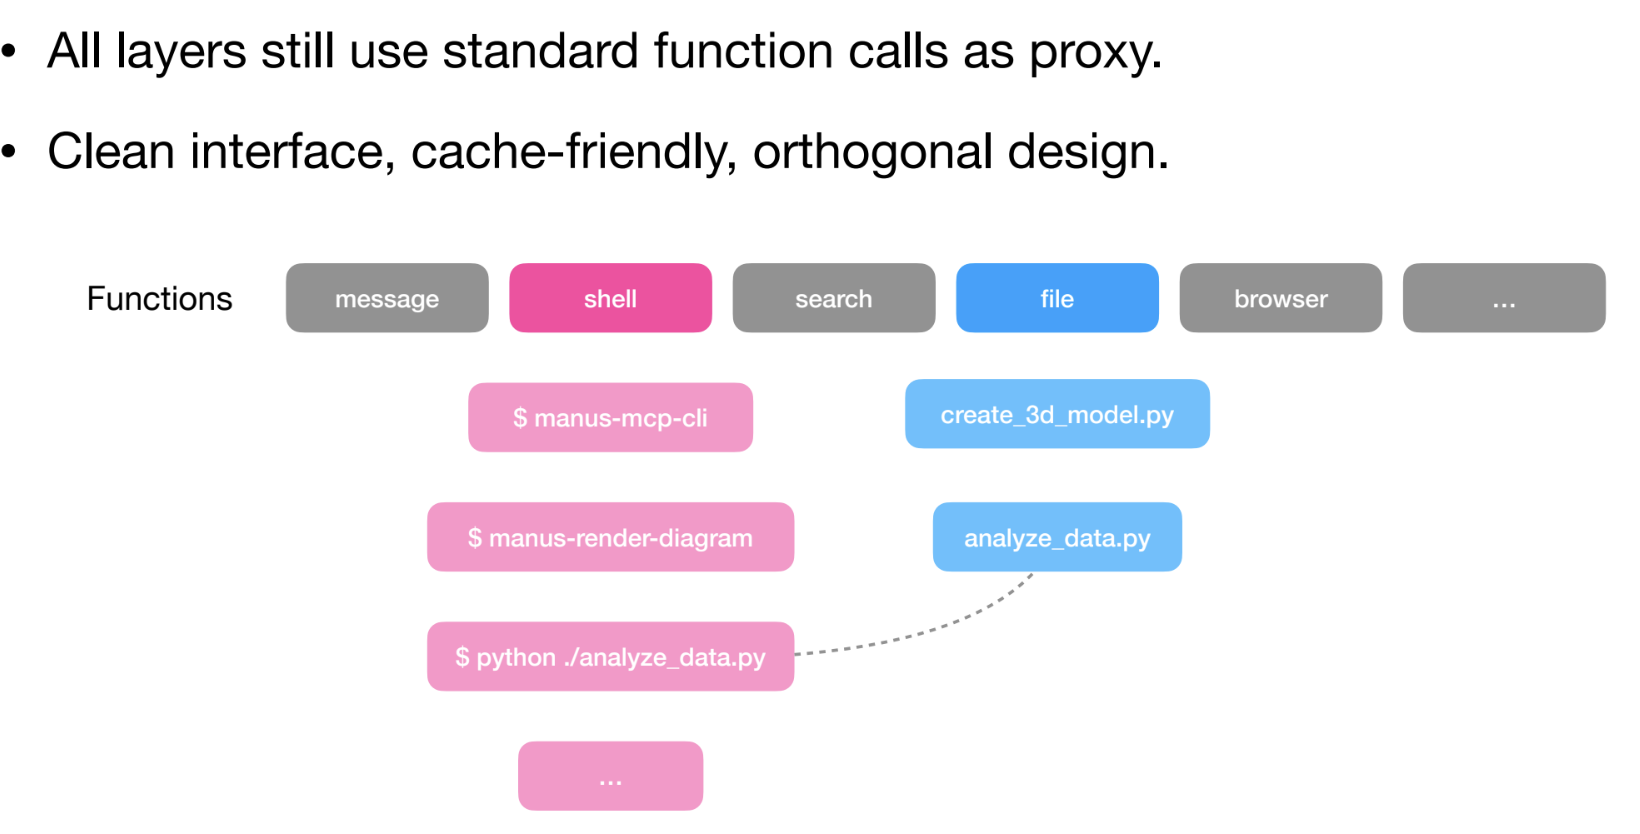 • All layers still use standard function calls as proxy.
• Clean interface, cache-friendly, orthogonal design.
Functions message shell search file browser ...
$ manus-mcp-cli create_3d_model.py
$ manus-render-diagram analyze_data.py
$ python ./analyze_data.py
...